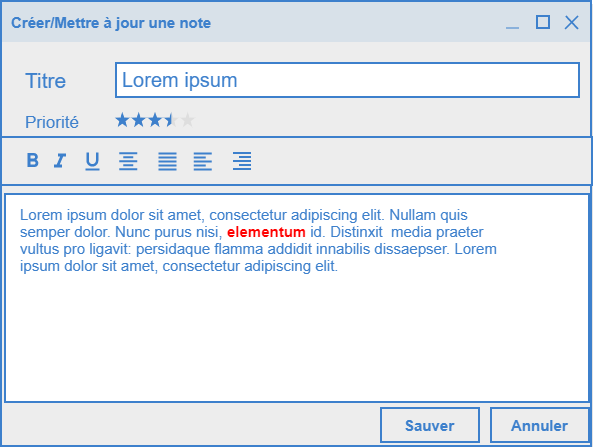 Créer/Mettre à jour une note
Titre
Lorem ipsum
Priorité
B I U
Lorem ipsum dolor sit amet, consectetur adipiscing elit. Nullam quis
semper dolor. Nunc purus nisi, elementum id. Distinxit  media praeter
vultus pro ligavit: persidaque flamma addidit innabilis dissaepser. Lorem
ipsum dolor sit amet, consectetur adipiscing elit.
Sauver
Annuler